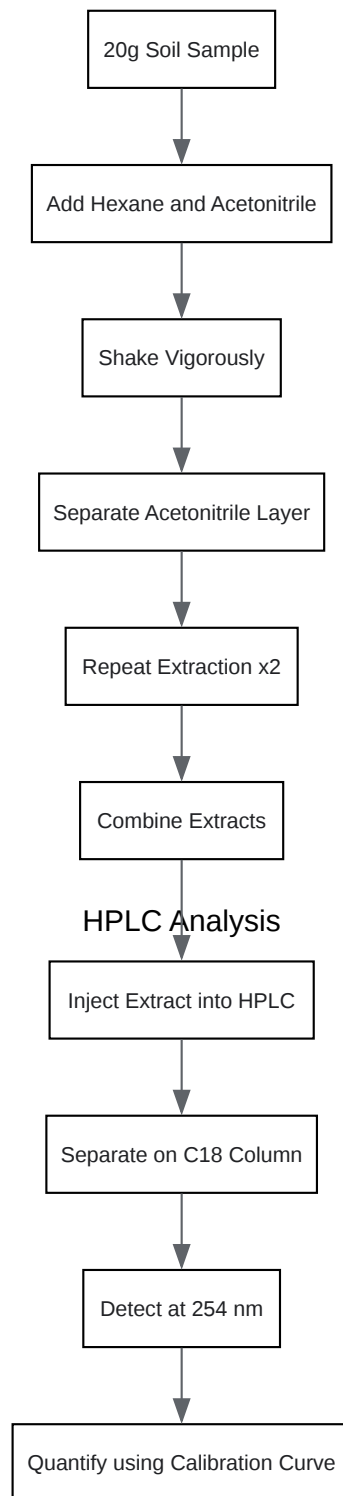 20g Soil Sample
Add Hexane and Acetonitrile
Shake Vigorously
Separate Acetonitrile Layer
Repeat Extraction x2
Combine Extracts
HPLC Analysis
Inject Extract into HPLC
Separate on C18 Column
Detect at 254 nm
Quantify using Calibration Curve